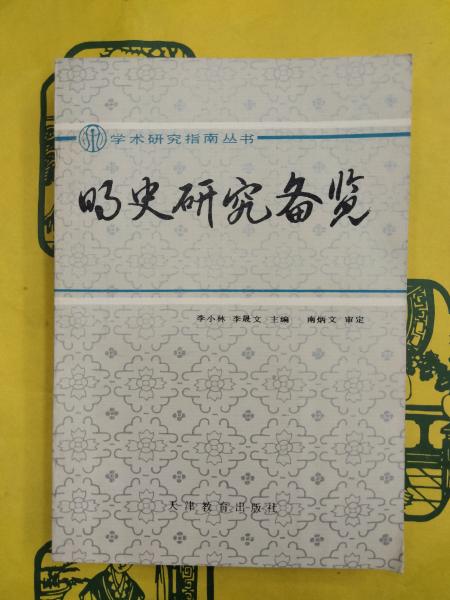 学术研究指南丛书
明史研究备览
李小林 李晟文 主编 南炳文 审定
天津教育出版社